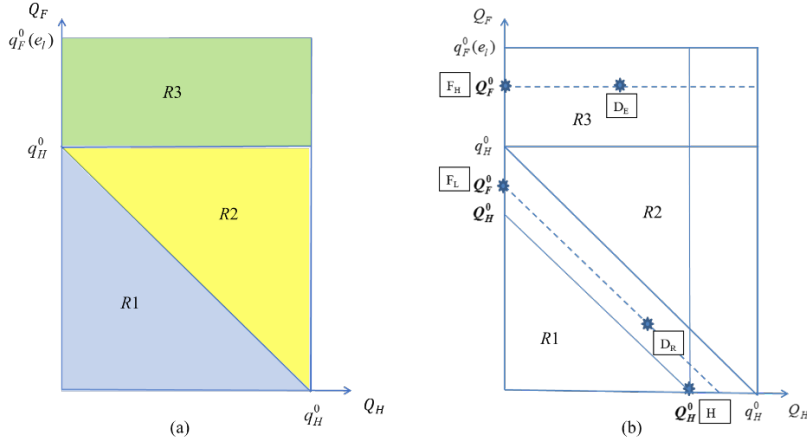 Q_F
q_F^0(e_l)
R3
q_H^0
R2
R1
q_H^0
Q_H
(a)
Q_F
q_F^0(e_l)
F_H Q_F^0
D_E
R3
q_H^0
F_L Q_F^0
Q_H^0
R2
R1
D_R
Q_H^0 H q_H^0 Q_H
(b)